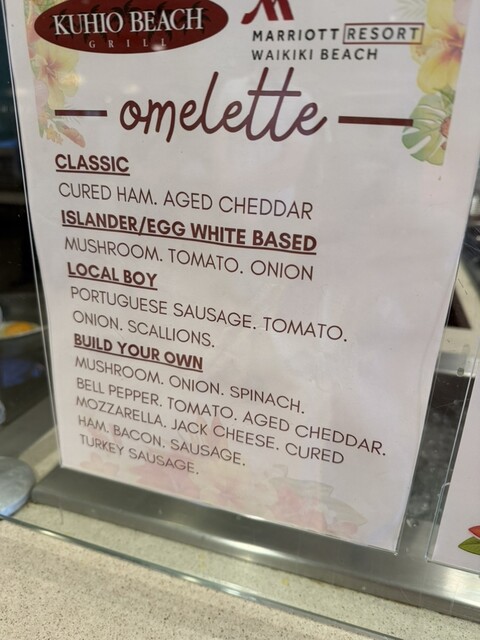 KUHIO BEACH
GRILL
MARRIOTT RESORT
WAIKIKI BEACH
omelette
CLASSIC
CURED HAM. AGED CHEDDAR
ISLANDER/EGG WHITE BASED
MUSHROOM. TOMATO. ONION
LOCAL BOY
PORTUGUESE SAUSAGE. TOMATO.
ONION. SCALLIONS.
BUILD YOUR OWN
MUSHROOM. ONION. SPINACH.
BELL PEPPER. TOMATO. AGED CHEDDAR.
MOZZARELLA. JACK CHEESE. CURED
HAM. BACON. SAUSAGE.
TURKEY SAUSAGE.